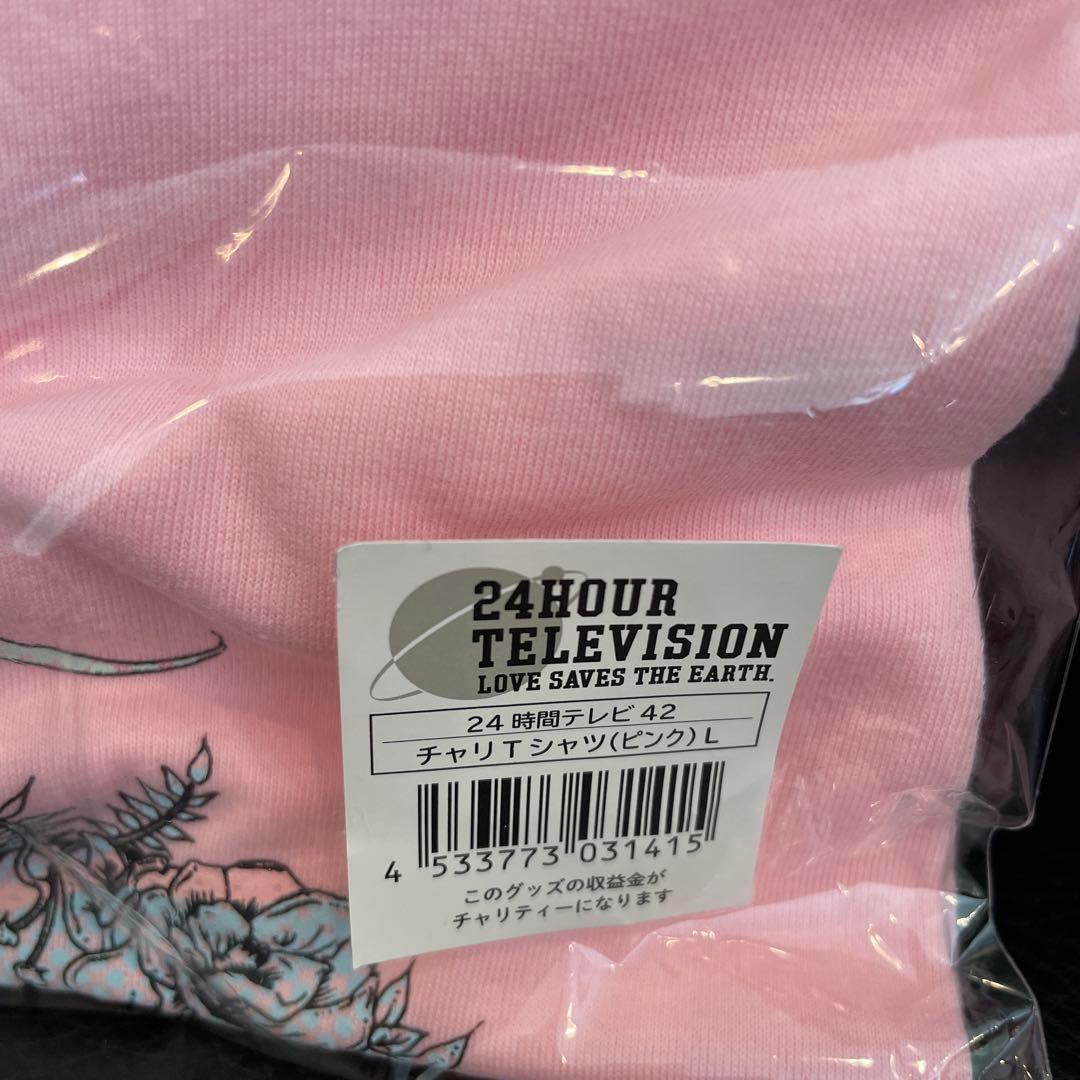 24HOUR
TELEVISION
LOVE SAVES THE EARTH.
24時間テレビ42
チャリTシャツ(ピンク)L
4 533773 031415
このグッズの収益金が
チャリティーになります